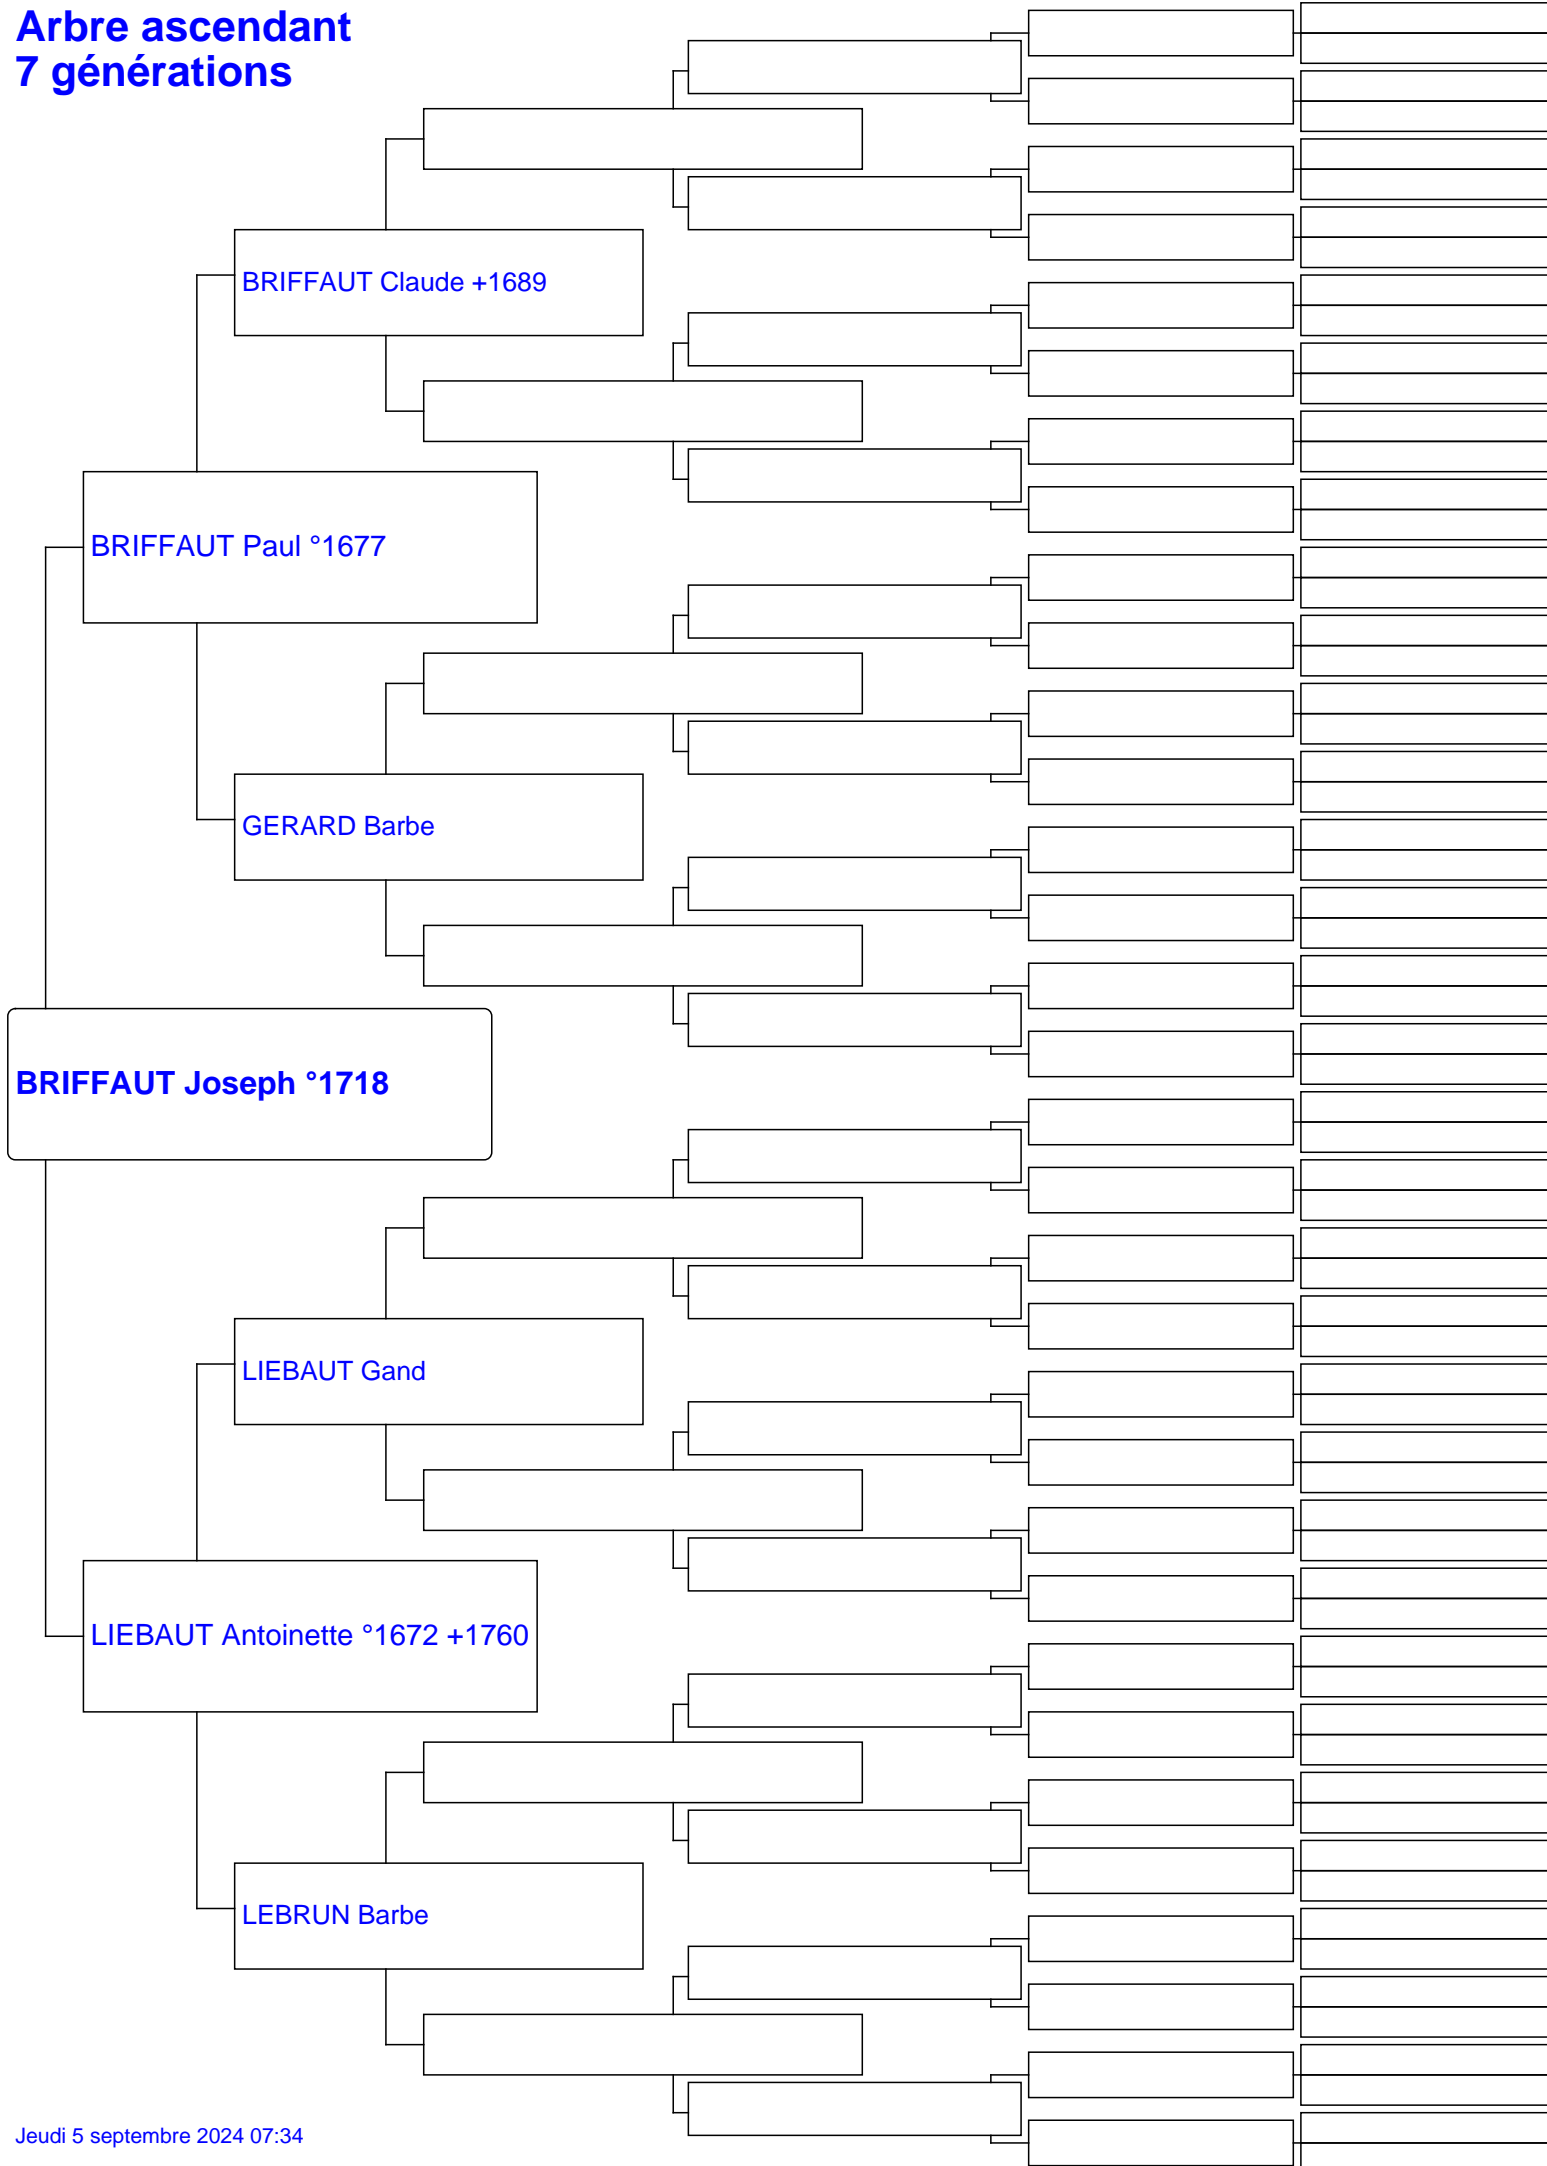 Arbre ascendant
7 générations
BRIFFAUT Claude +1689
BRIFFAUT Paul °1677
GERARD Barbe
BRIFFAUT Joseph °1718
LIEBAUT Gand
LIEBAUT Antoinette °1672 +1760
LEBRUN Barbe
Jeudi 5 septembre 2024 07:34